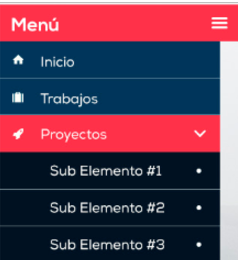 Menú
Inicio
Trabajos
Proyectos
Sub Elemento #1
Sub Elemento #2
Sub Elemento #3